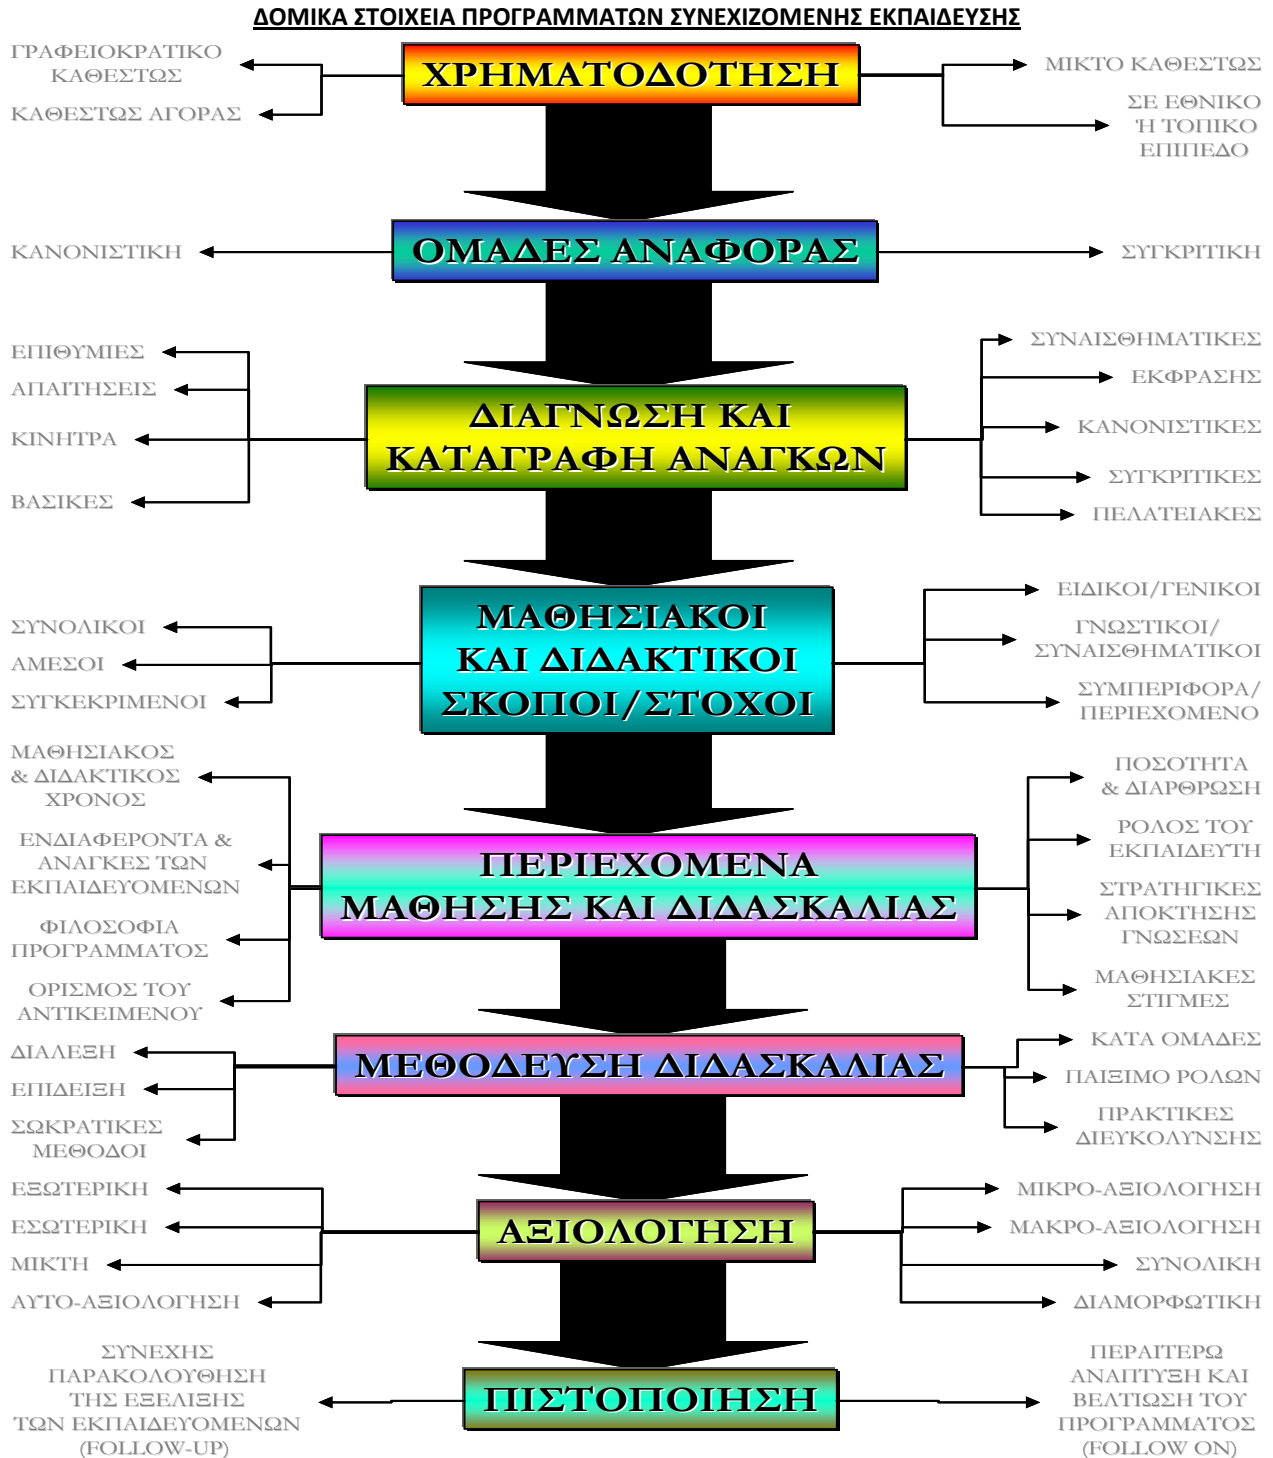 ΔΟΜΙΚΑ ΣΤΟΙΧΕΙΑ ΠΡΟΓΡΑΜΜΑΤΩΝ ΣΥΝΕΧΙΖΟΜΕΝΗΣ ΕΚΠΑΙΔΕΥΣΗΣ
ΓΡΑΦΕΙΟΚΡΑΤΙΚΟ
ΚΑΘΕΣΤΩΣ
ΚΑΘΕΣΤΩΣ ΑΓΟΡΑΣ
ΧΡΗΜΑΤΟΔΟΤΗΣΗ
ΜΙΚΤΟ ΚΑΘΕΣΤΩΣ
ΣΕ ΕΘΝΙΚΟ
Ή ΤΟΠΙΚΟ
ΕΠΙΠΕΔΟ
ΚΑΝΟΝΙΣΤΙΚΗ
ΟΜΑΔΕΣ ΑΝΑΦΟΡΑΣ
ΣΥΓΚΡΙΤΙΚΗ
ΕΠΙΘΥΜΙΕΣ
ΑΠΑΙΤΗΣΕΙΣ
ΚΙΝΗΤΡΑ
ΒΑΣΙΚΕΣ
ΔΙΑΓΝΩΣΗ ΚΑΙ
ΚΑΤΑΓΡΑΦΗ ΑΝΑΓΚΩΝ
ΣΥΝΑΙΣΘΗΜΑΤΙΚΕΣ
ΕΚΦΡΑΣΗΣ
ΚΑΝΟΝΙΣΤΙΚΕΣ
ΣΥΓΚΡΙΤΙΚΕΣ
ΠΕΛΑΤΕΙΑΚΕΣ
ΣΥΝΟΛΙΚΟΙ
ΑΜΕΣΟΙ
ΣΥΓΚΕΚΡΙΜΕΝΟΙ
ΜΑΘΗΣΙΑΚΟΙ
ΚΑΙ ΔΙΔΑΚΤΙΚΟΙ
ΣΚΟΠΟΙ/ΣΤΟΧΟΙ
ΕΙΔΙΚΟΙ/ΓΕΝΙΚΟΙ
ΓΝΩΣΤΙΚΟΙ/
ΣΥΝΑΙΣΘΗΜΑΤΙΚΟΙ
ΣΥΜΠΕΡΙΦΟΡΑ/
ΠΕΡΙΕΧΟΜΕΝΟ
ΜΑΘΗΣΙΑΚΟΣ
& ΔΙΔΑΚΤΙΚΟΣ
ΧΡΟΝΟΣ
ΕΝΔΙΑΦΕΡΟΝΤΑ &
ΑΝΑΓΚΕΣ ΤΩΝ
ΕΚΠΑΙΔΕΥΟΜΕΝΩΝ
ΦΙΛΟΣΟΦΙΑ
ΠΡΟΓΡΑΜΜΑΤΟΣ
ΟΡΙΣΜΟΣ ΤΟΥ
ΑΝΤΙΚΕΙΜΕΝΟΥ
ΠΕΡΙΕΧΟΜΕΝΑ
ΜΑΘΗΣΗΣ ΚΑΙ ΔΙΔΑΣΚΑΛΙΑΣ
ΠΟΣΟΤΗΤΑ
& ΔΙΑΡΘΡΩΣΗ
ΡΟΛΟΣ ΤΟΥ
ΕΚΠΑΙΔΕΥΤΗ
ΣΤΡΑΤΗΓΙΚΕΣ
ΑΠΟΚΤΗΣΗΣ
ΓΝΩΣΕΩΝ
ΜΑΘΗΣΙΑΚΕΣ
ΣΤΙΓΜΕΣ
ΔΙΑΛΕΞΗ
ΕΠΙΔΕΙΞΗ
ΣΩΚΡΑΤΙΚΕΣ
ΜΕΘΟΔΟΙ
ΜΕΘΟΔΕΥΣΗ ΔΙΔΑΣΚΑΛΙΑΣ
ΚΑΤΑ ΟΜΑΔΕΣ
ΠΑΙΞΙΜΟ ΡΟΛΩΝ
ΠΡΑΚΤΙΚΕΣ
ΔΙΕΥΚΟΛΥΝΣΗΣ
ΕΞΩΤΕΡΙΚΗ
ΕΣΩΤΕΡΙΚΗ
ΜΙΚΤΗ
ΑΥΤΟ-ΑΞΙΟΛΟΓΗΣΗ
ΑΞΙΟΛΟΓΗΣΗ
ΜΙΚΡΟ-ΑΞΙΟΛΟΓΗΣΗ
ΜΑΚΡΟ-ΑΞΙΟΛΟΓΗΣΗ
ΣΥΝΟΛΙΚΗ
ΔΙΑΜΟΡΦΩΤΙΚΗ
ΣΥΝΕΧΗΣ
ΠΑΡΑΚΟΛΟΥΘΗΣΗ
ΤΗΣ ΕΞΕΛΙΞΗΣ
ΤΩΝ ΕΚΠΑΙΔΕΥΟΜΕΝΩΝ
(FOLLOW-UP)
ΠΙΣΤΟΠΟΙΗΣΗ
ΠΕΡΑΙΤΕΡΩ
ΑΝΑΠΤΥΞΗ ΚΑΙ
ΒΕΛΤΙΩΣΗ ΤΟΥ
ΠΡΟΓΡΑΜΜΑΤΟΣ
(FOLLOW ON)